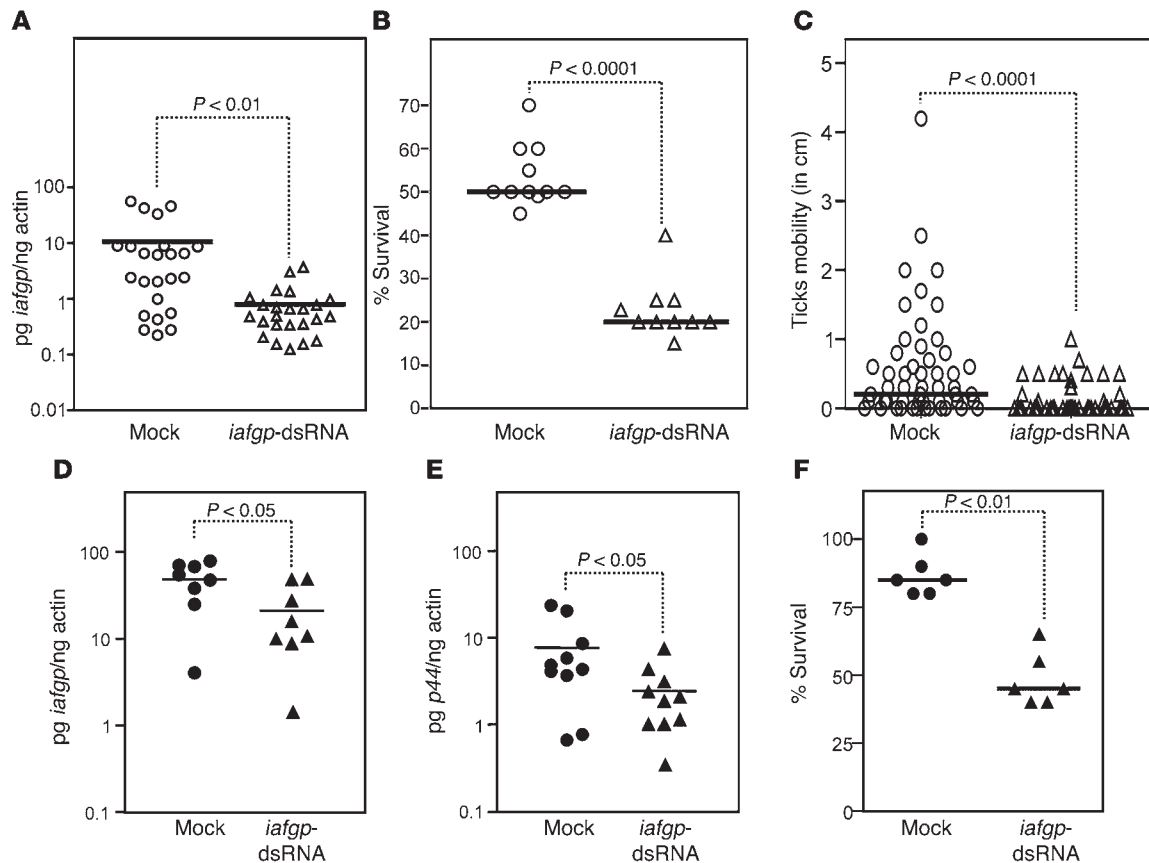 A
P < 0.01
pg iafgp/ng actin
100
10
1
0.1
0.01
Mock
iafgp-dsRNA
B
P < 0.0001
% Survival
70
60
50
40
30
20
10
0
Mock
iafgp-dsRNA
C
P < 0.0001
Ticks mobility (in cm)
5
4
3
2
1
0
Mock
iafgp-dsRNA
D
P < 0.05
pg iafgp/ng actin
100
10
1
0.1
Mock
iafgp-
dsRNA
E
P < 0.05
pg p44/ng actin
100
10
1
0.1
Mock
iafgp-
dsRNA
F
P < 0.01
% Survival
100
75
50
25
0
Mock
iafgp-
dsRNA